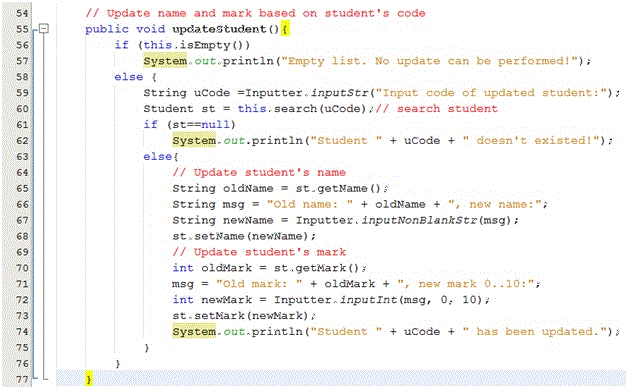 54 // Update name and mark based on student's code
55 public void updateStudent(){
56 if (this.isEmpty())
57 System.out.println("Empty list. No update can be performed!");
58 else {
59 String uCode =Inputter.inputStr("Input code of updated student:");
60 Student st = this.search(uCode);// search student
61 if (st==null)
62 System.out.println("Student " + uCode + " doesn't existed!");
63 else{
64 // Update student's name
65 String oldName = st.getName();
66 String msg = "Old name: " + oldName + ", new name:";
67 String newName = Inputter.inputNonBlankStr(msg);
68 st.setName(newName);
69 // Update student's mark
70 int oldMark = st.getMark();
71 msg = "Old mark: " + oldMark + ", new mark 0..10:";
72 int newMark = Inputter.inputInt(msg, 0, 10);
73 st.setMark(newMark);
74 System.out.println("Student " + uCode + " has been updated.");
75 }
76 }
77 }